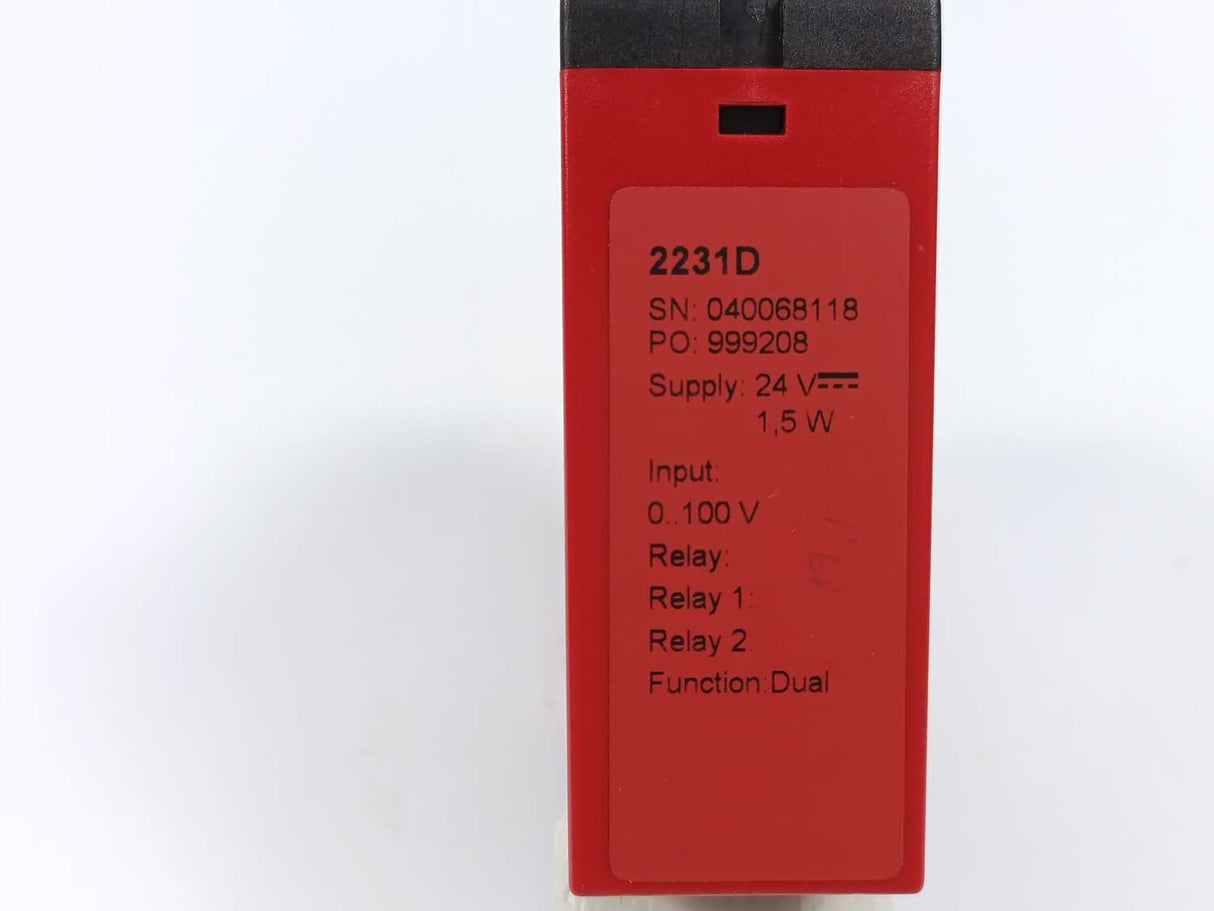 2231D
SN: 040068118
PO: 999208
Supply: 24 V
1,5 W
Input:
0..100 V
Relay:
Relay 1:
Relay 2:
Function:Dual